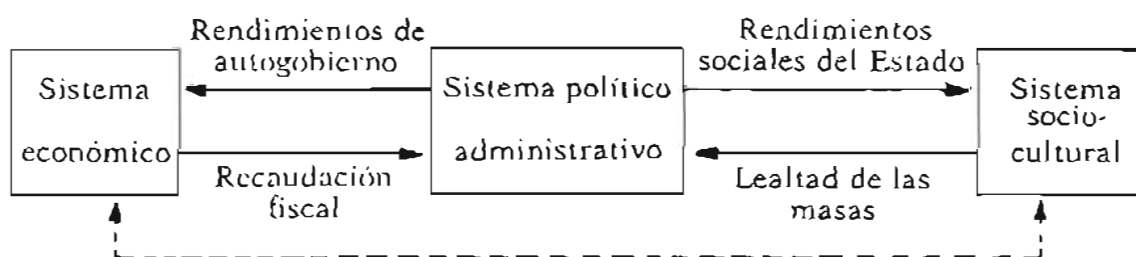 Rendimientos de
autogobierno
Rendimientos
sociales del Estado
Sistema
económico
Sistema político
administrativo
Sistema
socio-
cultural
Recaudación
fiscal
Lealtad de las
masas